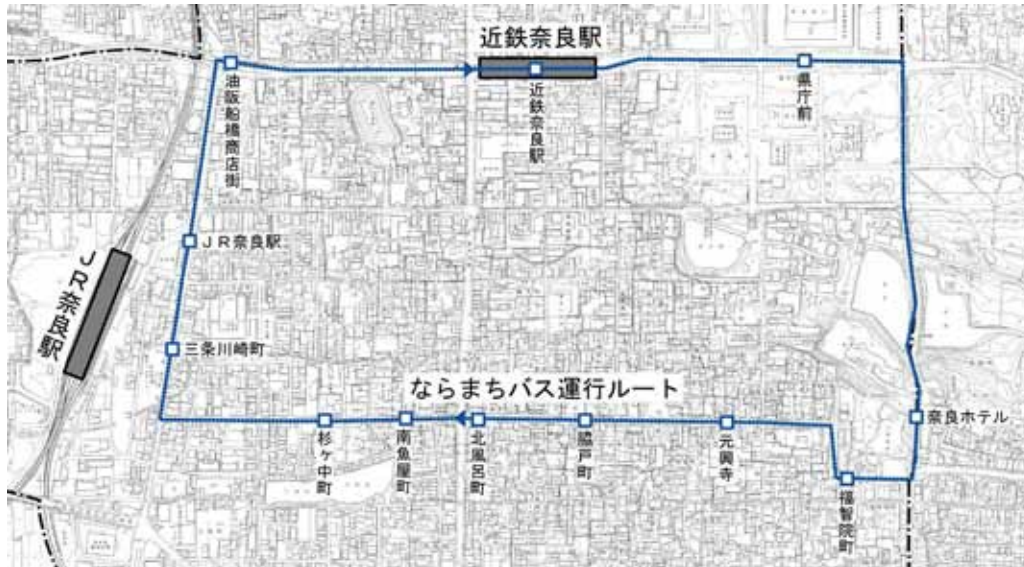 近鉄奈良駅
油阪船橋商店街
近鉄奈良駅
県庁前
JR奈良駅
JR奈良駅
三条川崎町
ならまちバス運行ルート
奈良ホテル
杉ヶ中町
南魚屋町
北風呂町
脇戸町
元興寺
福智院町